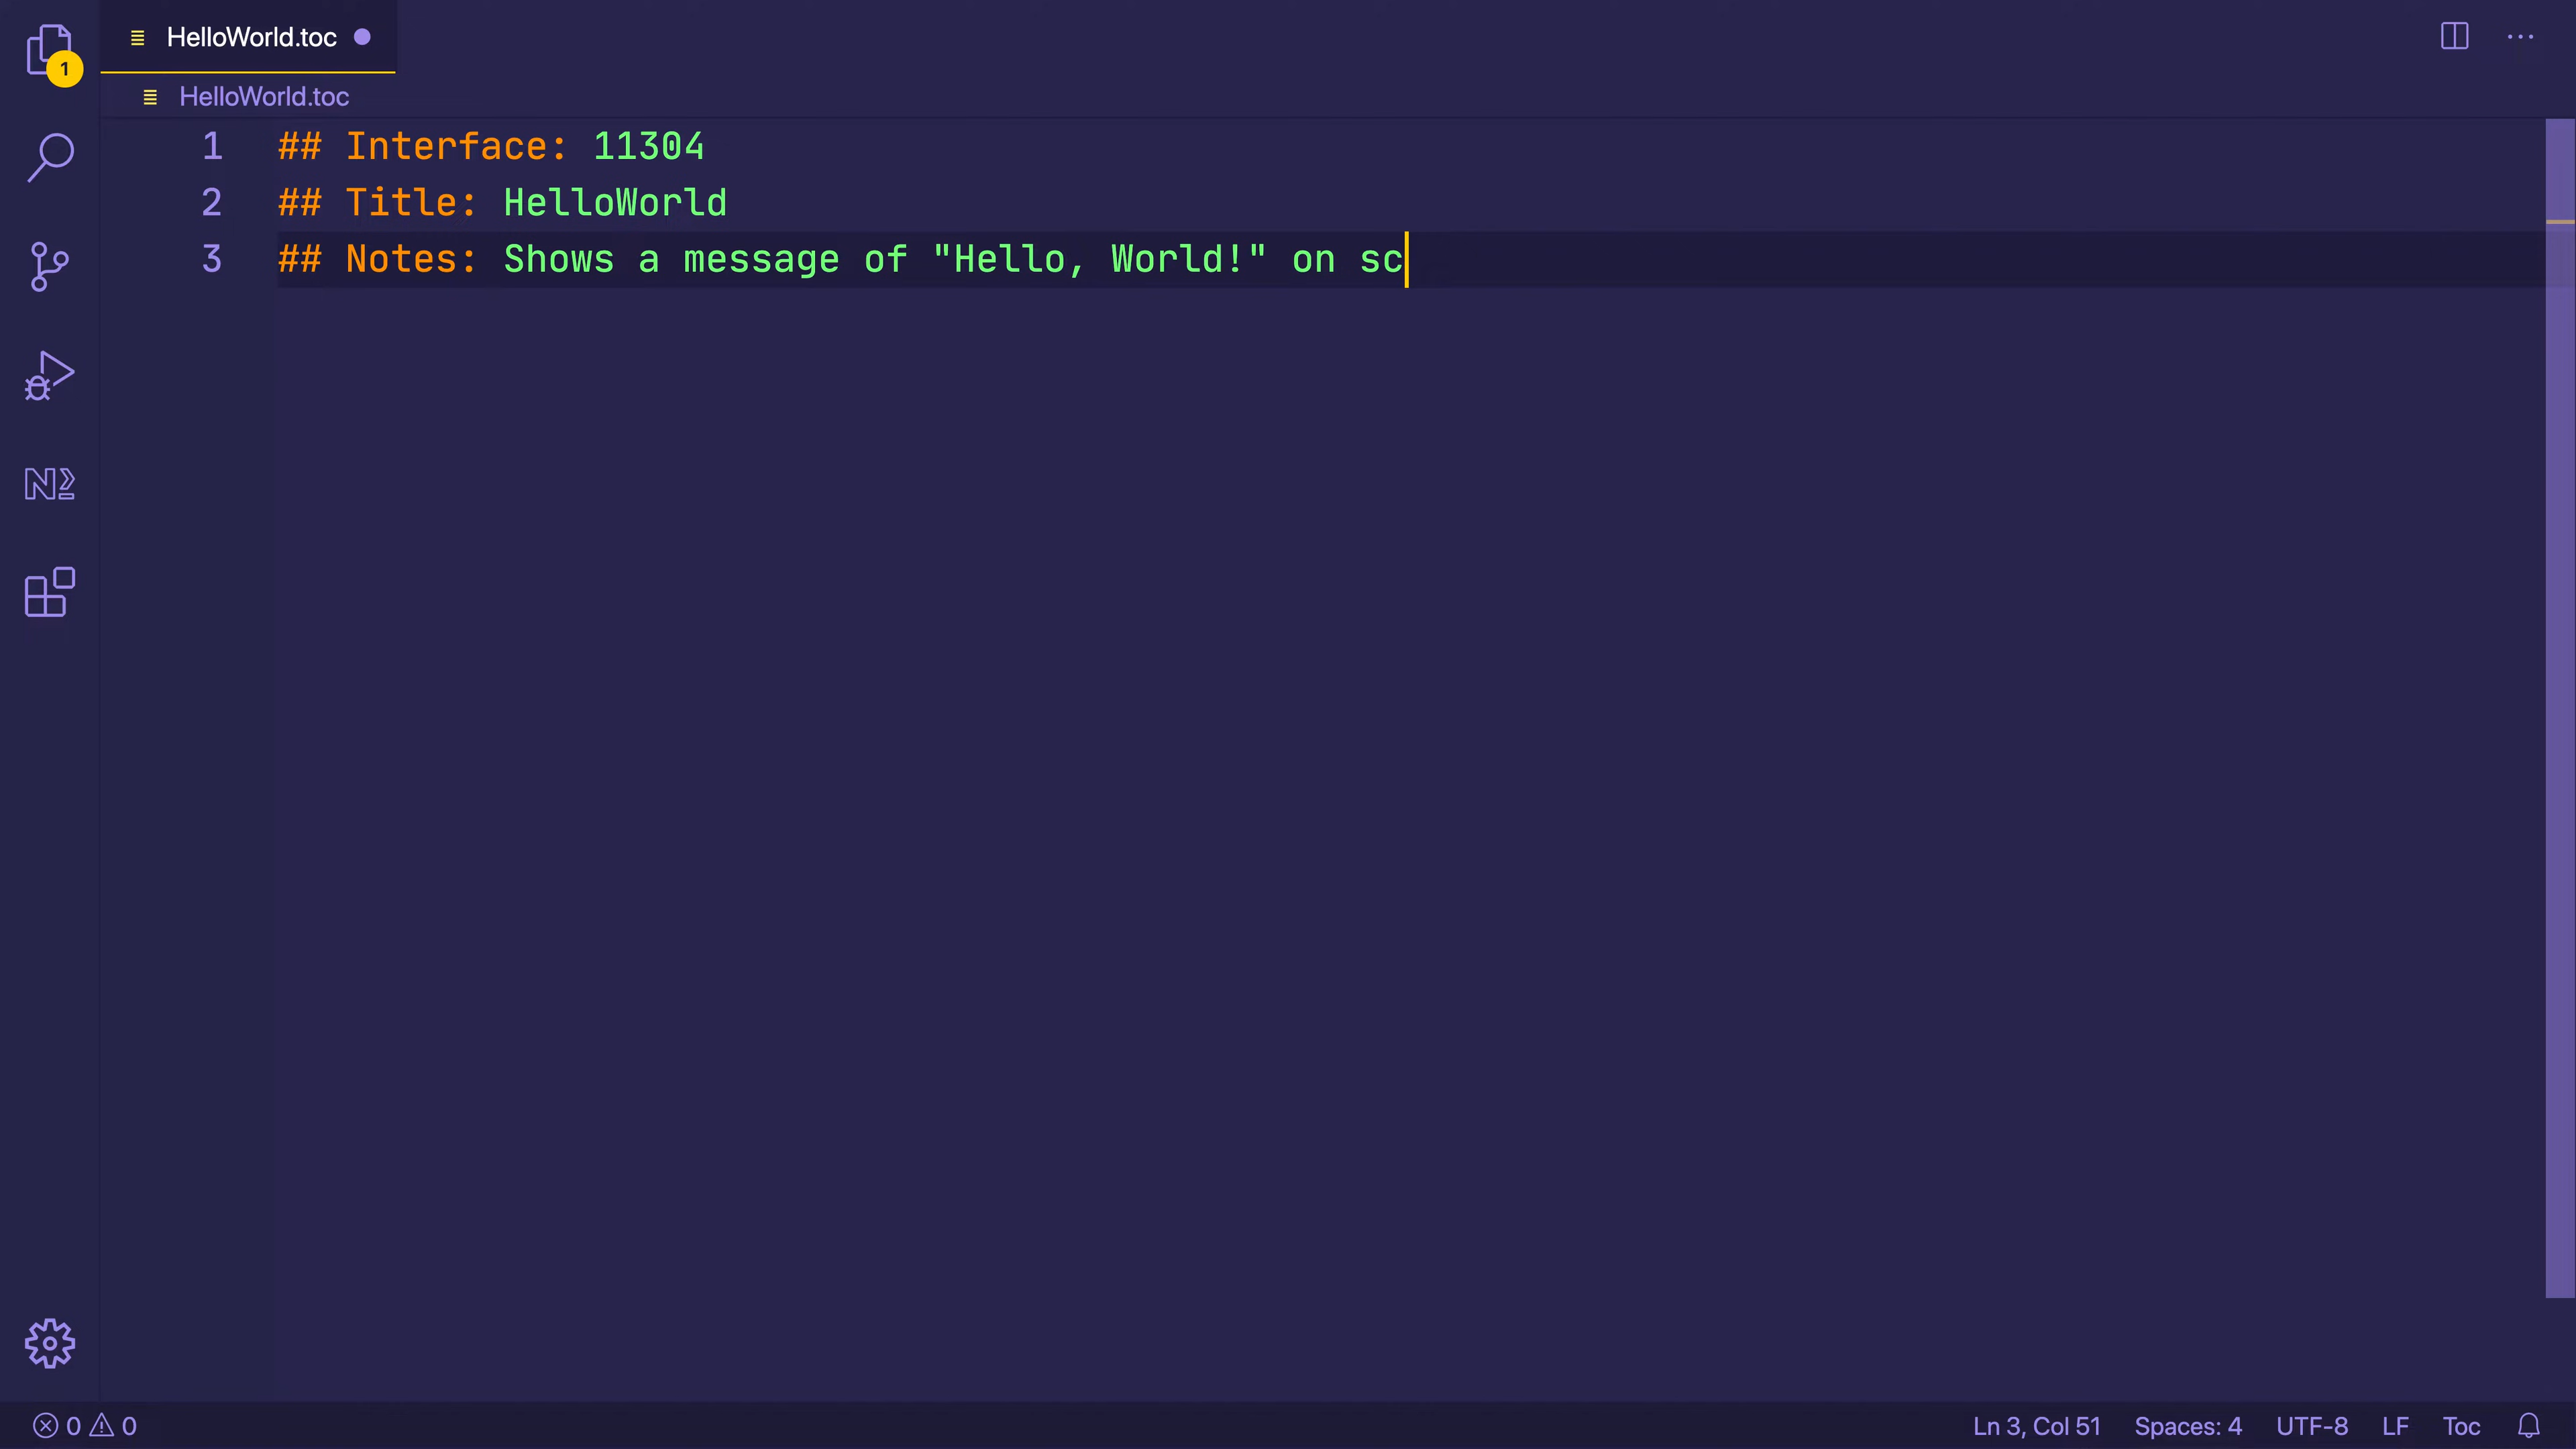 HelloWorld.toc
1
HelloWorld.toc
1 ## Interface: 11304
2 ## Title: HelloWorld
3 ## Notes: Shows a message of "Hello, World!" on sc
0 0 Ln 3, Col 51 Spaces: 4 UTF-8 LF Toc